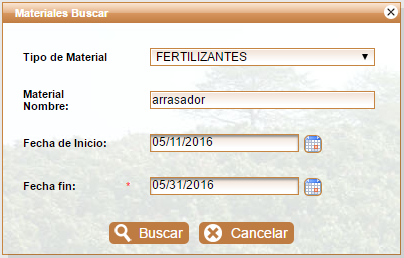 Materiales Buscar
Tipo de Material FERTILIZANTES
Material
Nombre: arrasador
Fecha de Inicio: 05/11/2016
Fecha fin: * 05/31/2016
Buscar Cancelar